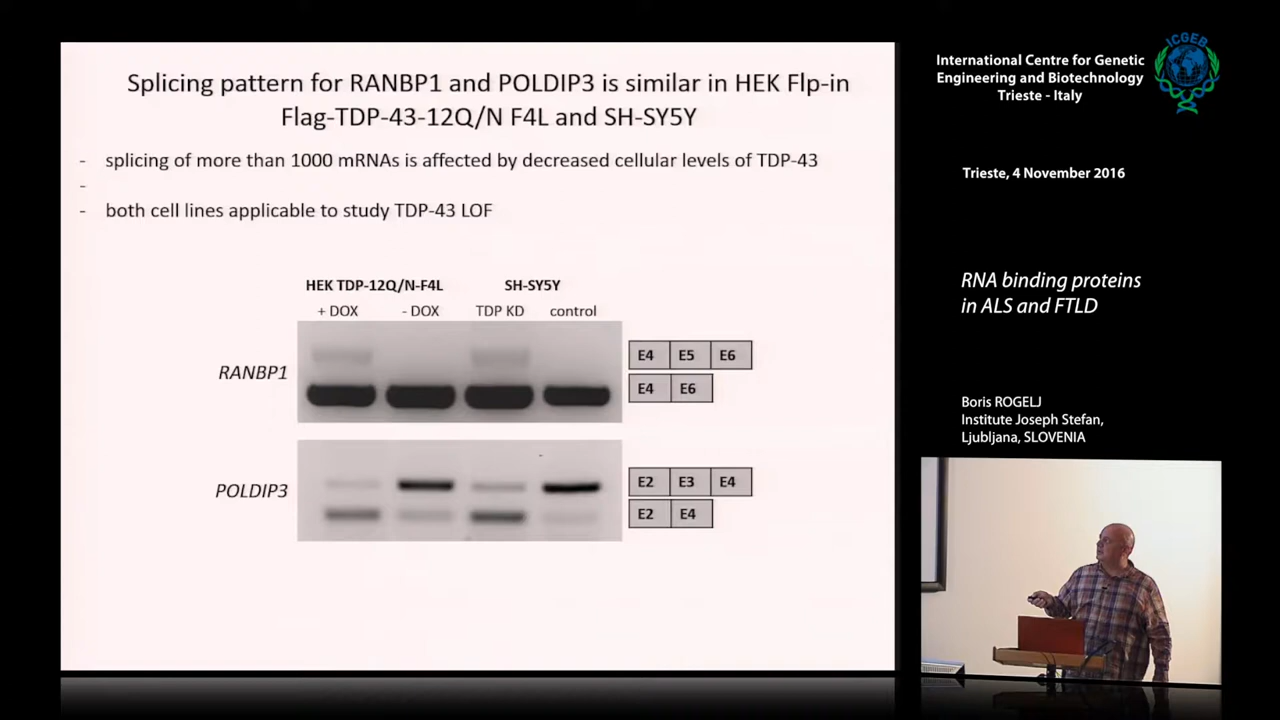 Splicing pattern for RANBP1 and POLDIP3 is similar in HEK Flp-in
Flag-TDP-43-12Q/N F4L and SH-SY5Y
- splicing of more than 1000 mRNAs is affected by decreased cellular levels of TDP-43
-
- both cell lines applicable to study TDP-43 LOF
HEK TDP-12Q/N-F4L SH-SY5Y
+ DOX - DOX TDP KD control
RANBP1
E4 E5 E6
E4 E6
POLDIP3
E2 E3 E4
E2 E4
ICGEB
International Centre for Genetic
Engineering and Biotechnology
Trieste - Italy
Trieste, 4 November 2016
RNA binding proteins
in ALS and FTLD
Boris ROGELJ
Institute Joseph Stefan,
Ljubljana, SLOVENIA